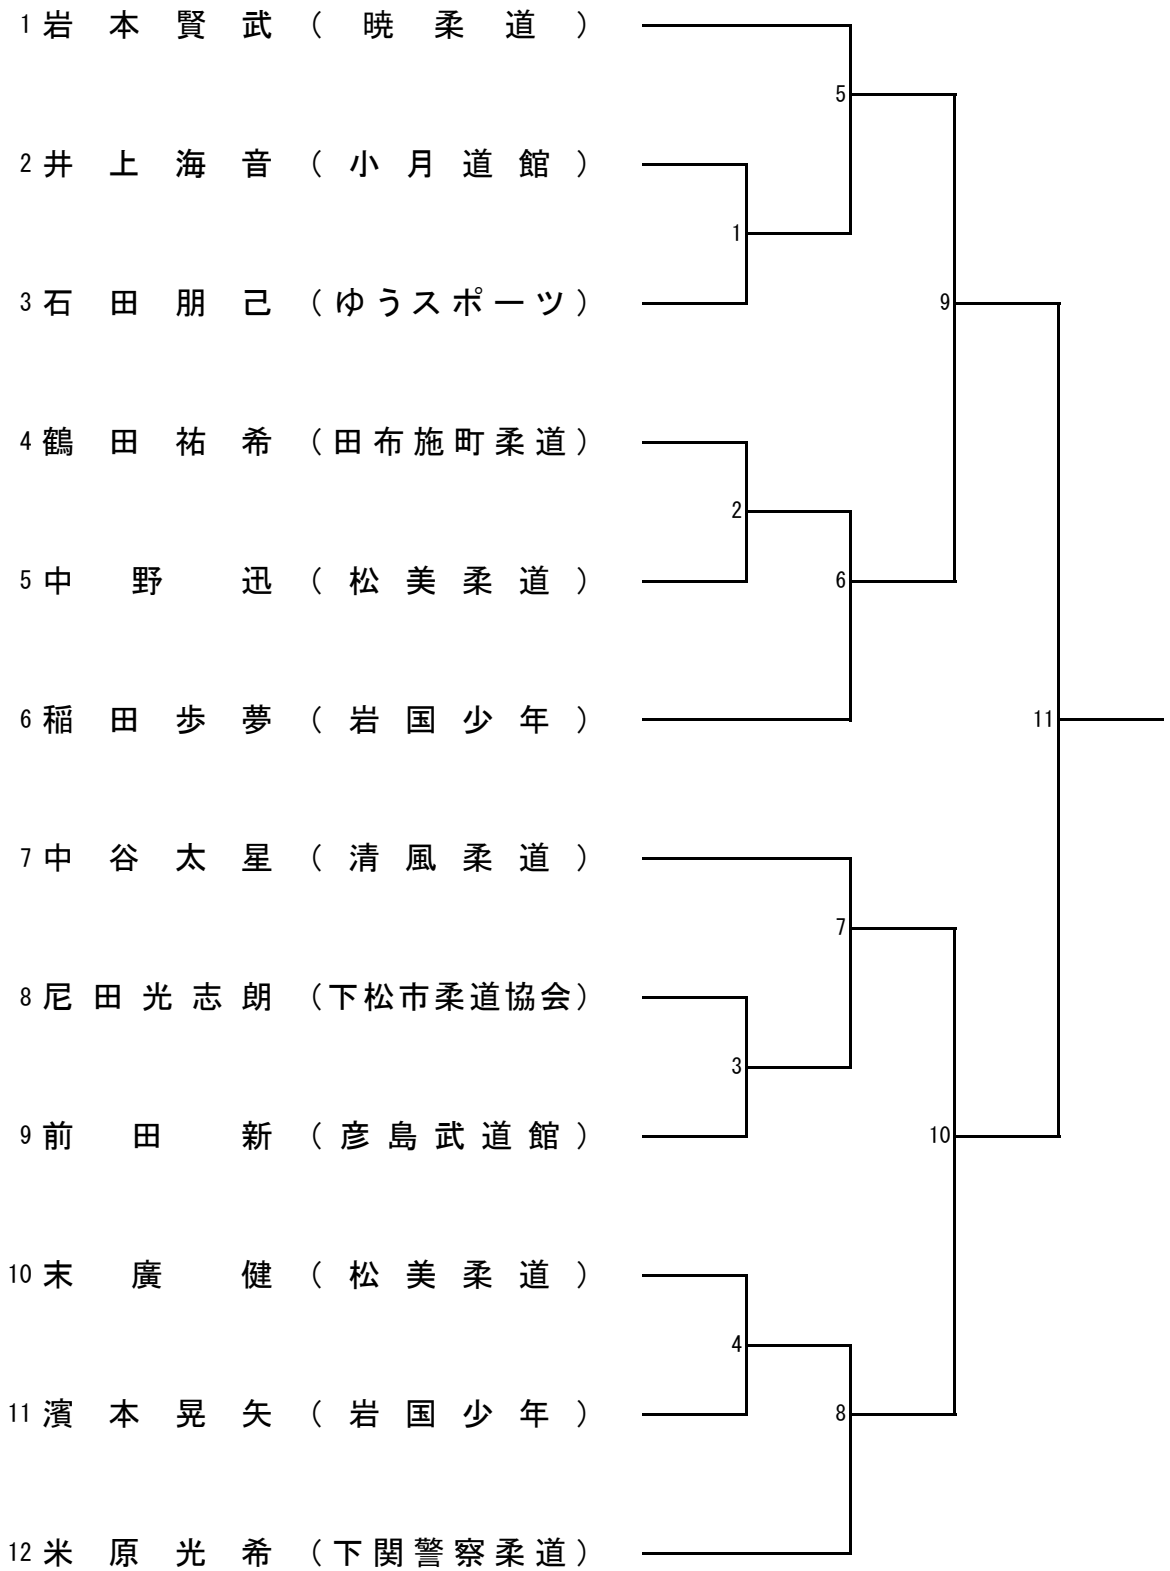 1 岩本賢武 (暁柔道)
5
2 井上海音 (小月道館)
1
3 石田朋己 (ゆうスポーツ)
9
4 鶴田祐希 (田布施町柔道)
2
5 中野迅 (松美柔道)
6
6 稲田歩夢 (岩国少年)
11
7 中谷太星 (清風柔道)
7
8 尼田光志朗 (下松市柔道協会)
3
9 前田新 (彦島武道館)
10
10 末廣健 (松美柔道)
4
11 濱本晃矢 (岩国少年)
8
12 米原光希 (下関警察柔道)